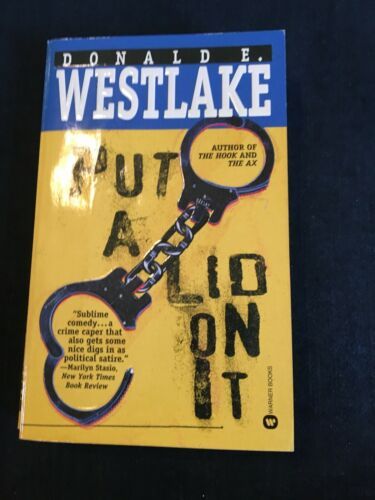 DONALD E.
WESTLAKE
AUTHOR OF
THE HOOK AND
THE AX
PUT
A
LID
ON
IT
"Sublime
comedy...a
crime caper that
also gets some
nice digs in as
political satire."
—Marilyn Stasio,
New York Times
Book Review
WARNER BOOKS